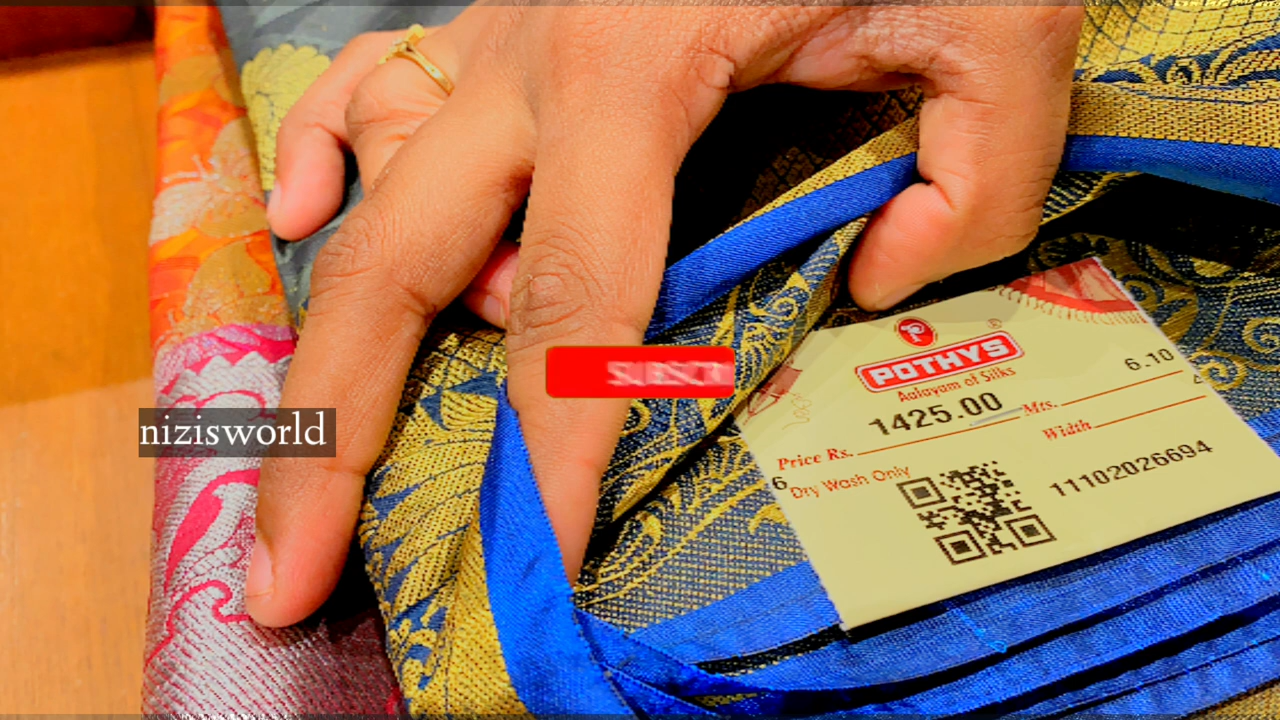 P ®
POTHYS
Aalayam of Silks
1425.00 Mts. 6.10
Price Rs. Width
6 Dry Wash Only
11102026694
nizisworld